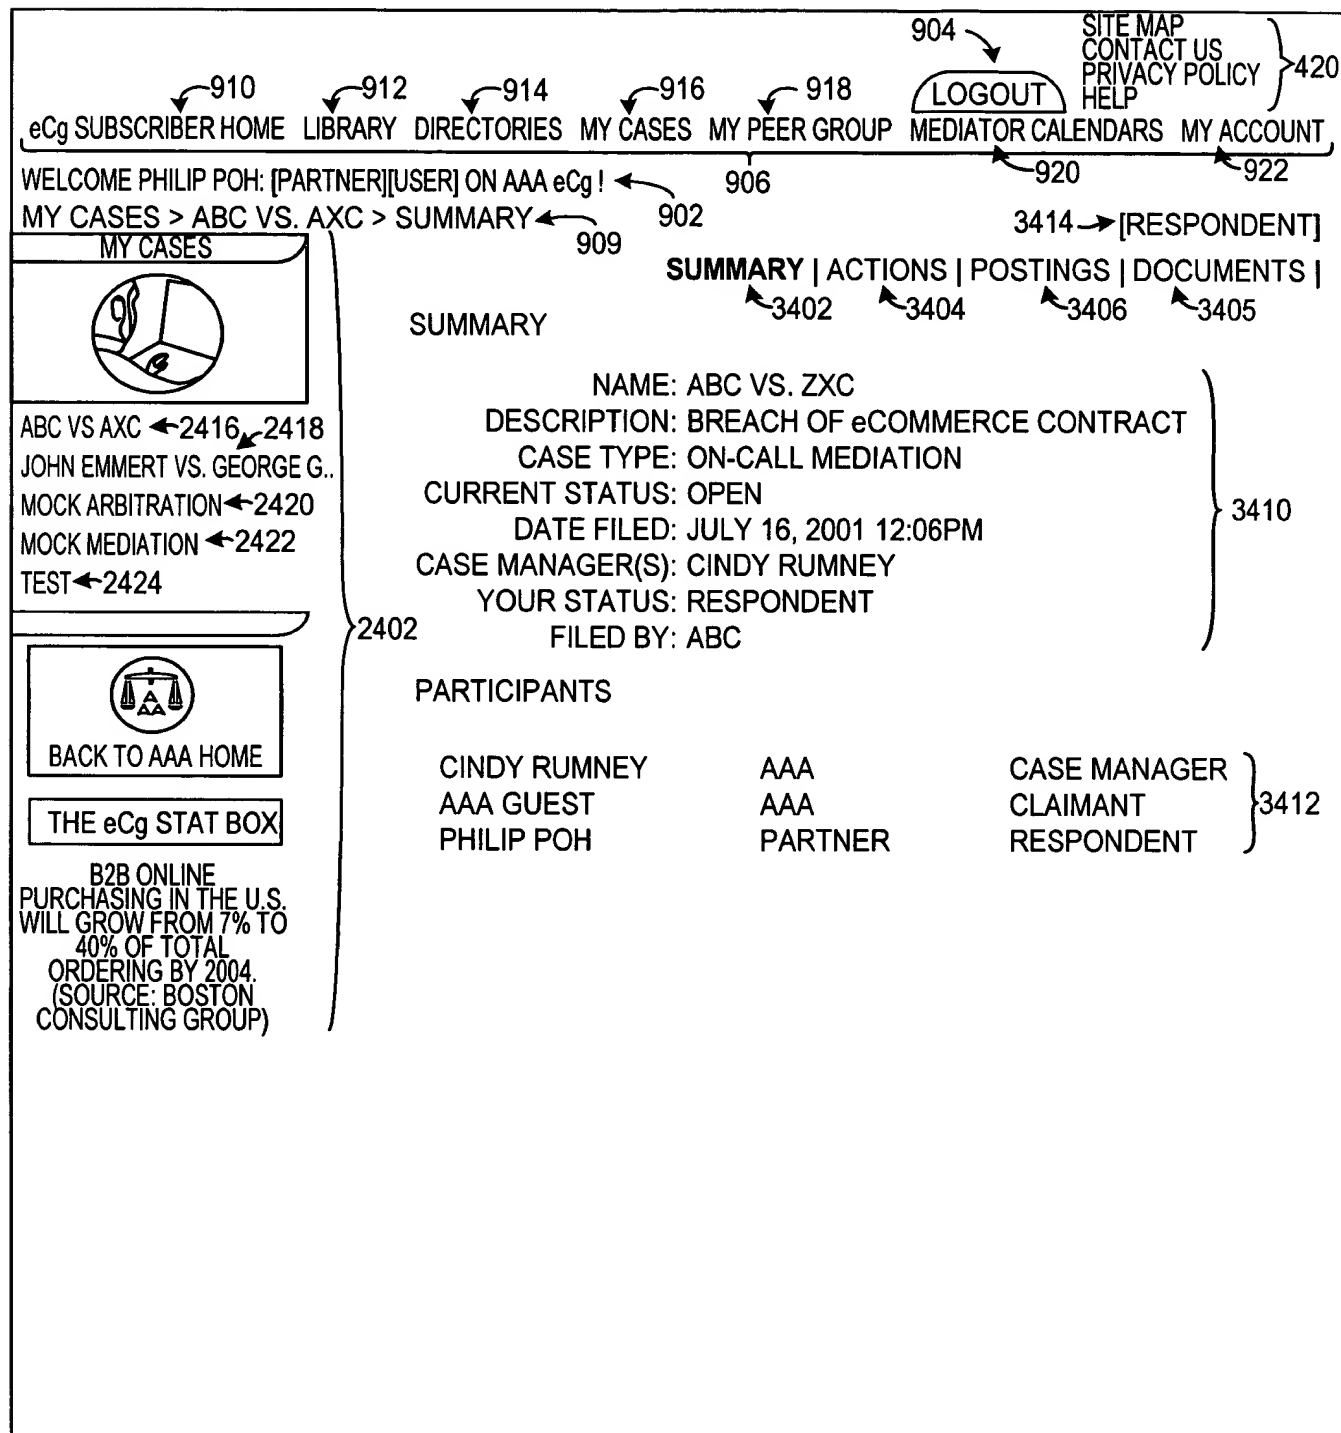 904
SITE MAP
CONTACT US
PRIVACY POLICY
HELP
420
910
912
914
916
918
LOGOUT
eCg SUBSCRIBER HOME LIBRARY DIRECTORIES MY CASES MY PEER GROUP MEDIATOR CALENDARS MY ACCOUNT
906
920
922
WELCOME PHILIP POH: [PARTNER][USER] ON AAA eCg !
902
MY CASES > ABC VS. AXC > SUMMARY
909
3414
[RESPONDENT]
MY CASES
SUMMARY | ACTIONS | POSTINGS | DOCUMENTS |
3402
3404
3406
3405
SUMMARY
NAME: ABC VS. ZXC
DESCRIPTION: BREACH OF eCOMMERCE CONTRACT
CASE TYPE: ON-CALL MEDIATION
CURRENT STATUS: OPEN
DATE FILED: JULY 16, 2001 12:06PM
CASE MANAGER(S): CINDY RUMNEY
YOUR STATUS: RESPONDENT
FILED BY: ABC
3410
ABC VS AXC 2416 2418
JOHN EMMERT VS. GEORGE G..
MOCK ARBITRATION 2420
MOCK MEDIATION 2422
TEST 2424
2402
A
AA
BACK TO AAA HOME
THE eCg STAT BOX
B2B ONLINE
PURCHASING IN THE U.S.
WILL GROW FROM 7% TO
40% OF TOTAL
ORDERING BY 2004.
(SOURCE: BOSTON
CONSULTING GROUP)
PARTICIPANTS
CINDY RUMNEY AAA CASE MANAGER
AAA GUEST AAA CLAIMANT
PHILIP POH PARTNER RESPONDENT
3412